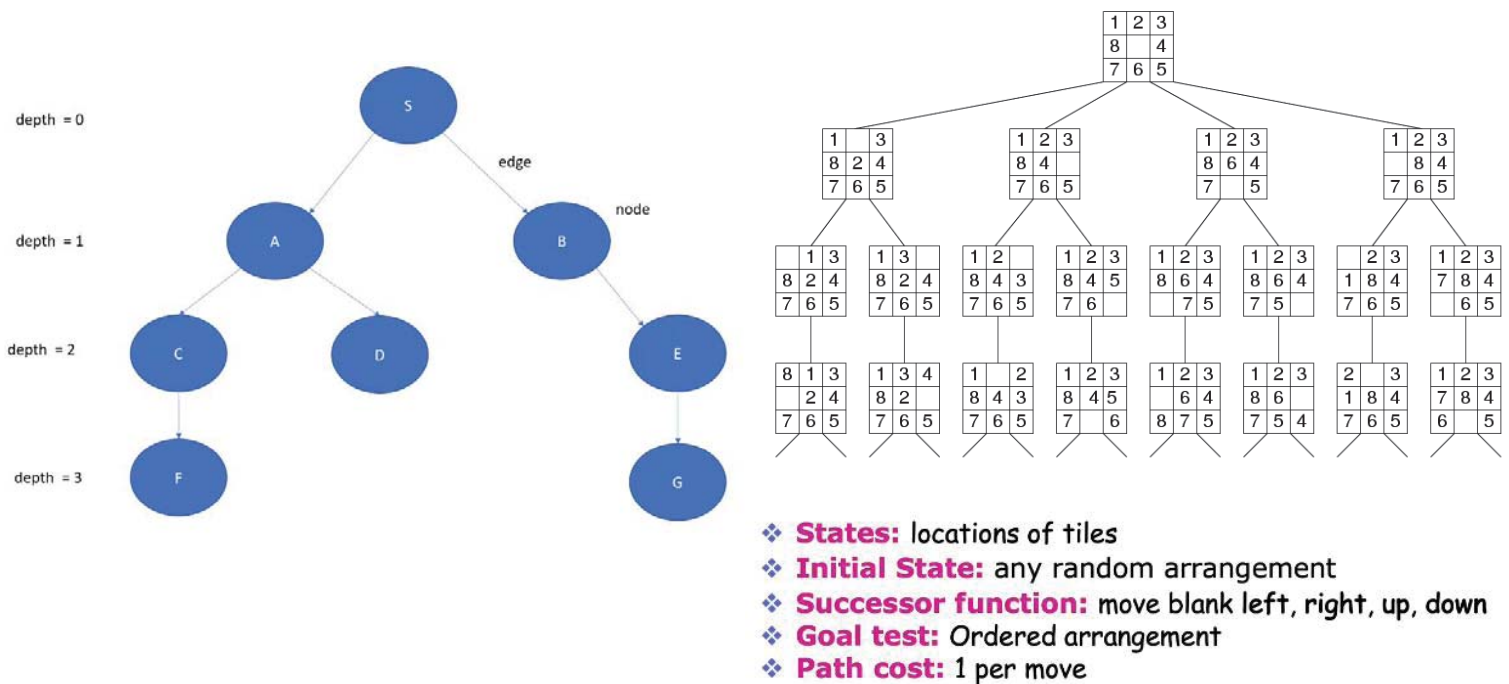 S
depth = 0
edge
node
A
B
depth = 1
C
D
E
depth = 2
F
G
depth = 3
1 2 3
8 4
7 6 5
1 3
8 2 4
7 6 5
1 2 3
8 4
7 6 5
1 2 3
8 6 4
7 5
1 2 3
8 4
7 6 5
1 3
8 2 4
7 6 5
1 3
8 2 4
7 6 5
1 2
8 4 3
7 6 5
1 2 3
8 4 5
7 6
1 2 3
8 6 4
7 5
1 2 3
8 6 4
7 5
2 3
1 8 4
7 6 5
1 2 3
7 8 4
6 5
8 1 3
2 4
7 6 5
1 3 4
8 2
7 6 5
1 2
8 4 3
7 6 5
1 2 3
8 4 5
7 6
1 2 3
6 4
8 7 5
1 2 3
8 6
7 5 4
2 3
1 8 4
7 6 5
1 2 3
7 8 4
6 5
❖ States: locations of tiles
❖ Initial State: any random arrangement
❖ Successor function: move blank left, right, up, down
❖ Goal test: Ordered arrangement
❖ Path cost: 1 per move